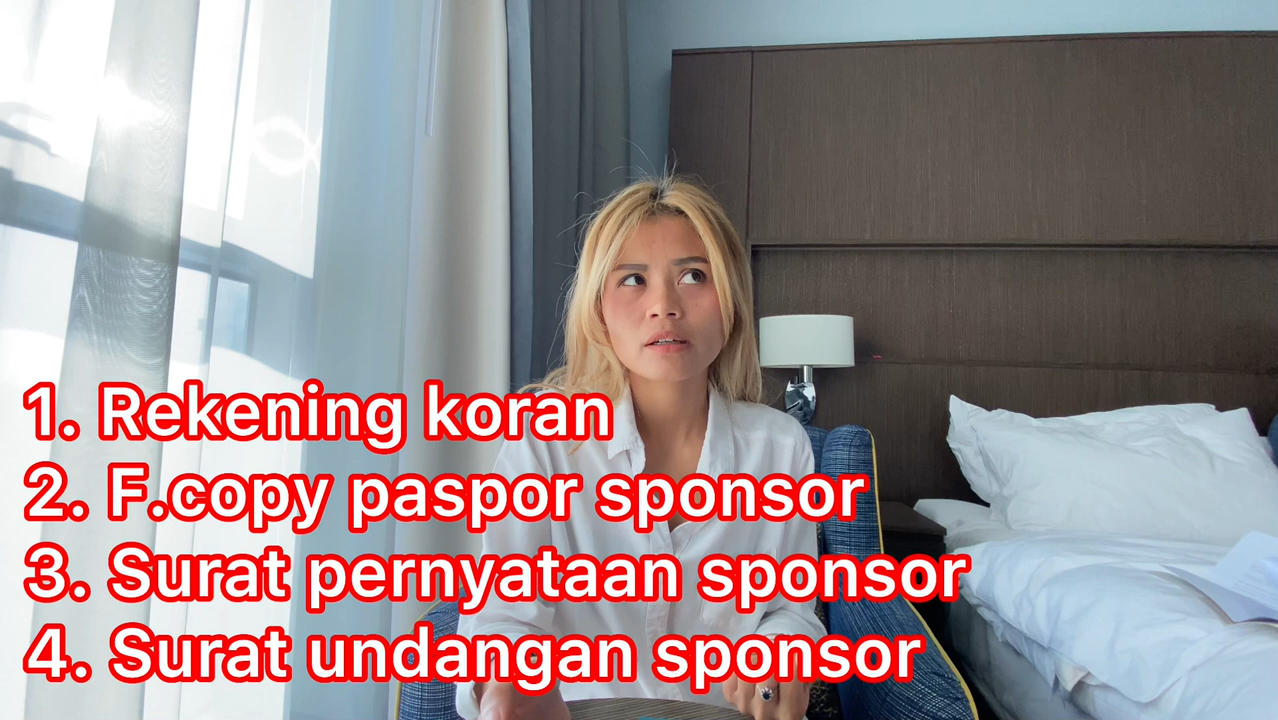 1. Rekening koran
2. F.copy paspor sponsor
3. Surat pernyataan sponsor
4. Surat undangan sponsor